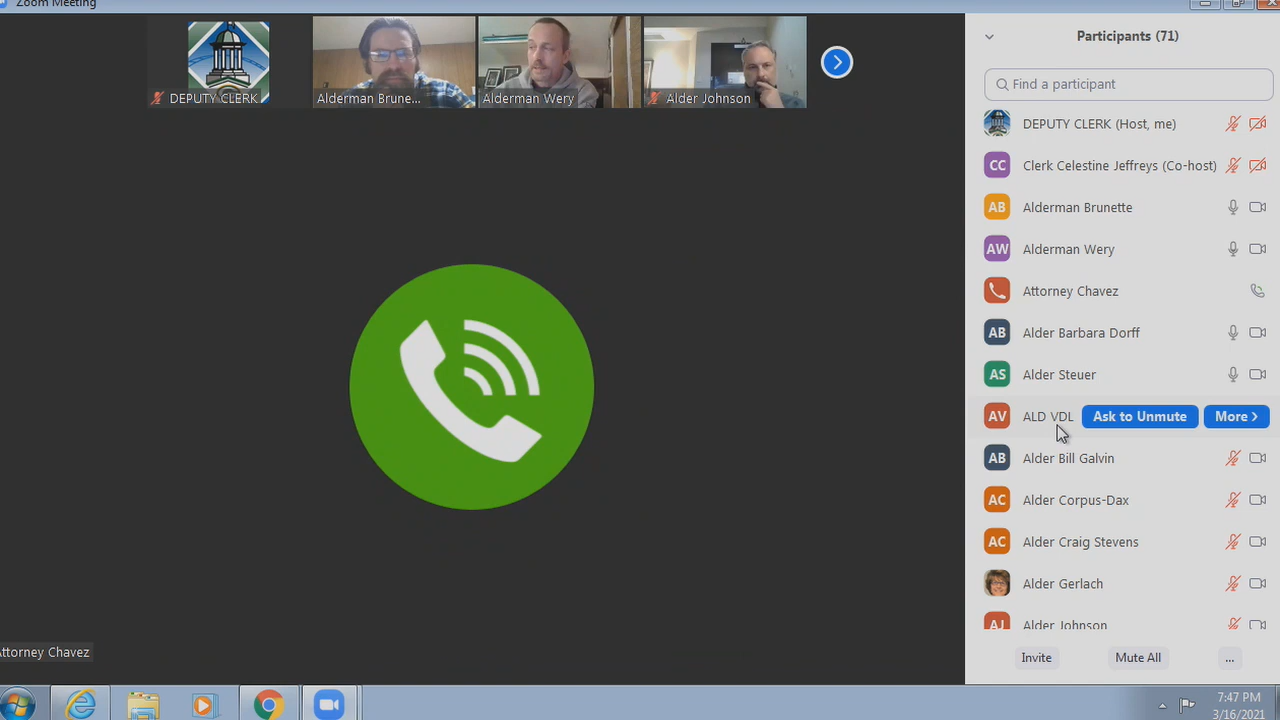 Zoom Meeting
DEPUTY CLERK
Alderman Brune...
Alderman Wery
Alder Johnson
Attorney Chavez
Participants (71)
Find a participant
DEPUTY CLERK (Host, me)
CC Clerk Celestine Jeffreys (Co-host)
AB Alderman Brunette
AW Alderman Wery
Attorney Chavez
AB Alder Barbara Dorff
AS Alder Steuer
AV ALD VDL Ask to Unmute More >
AB Alder Bill Galvin
AC Alder Corpus-Dax
AC Alder Craig Stevens
Alder Gerlach
AJ Alder Johnson
Invite Mute All ...
7:47 PM
3/16/2021